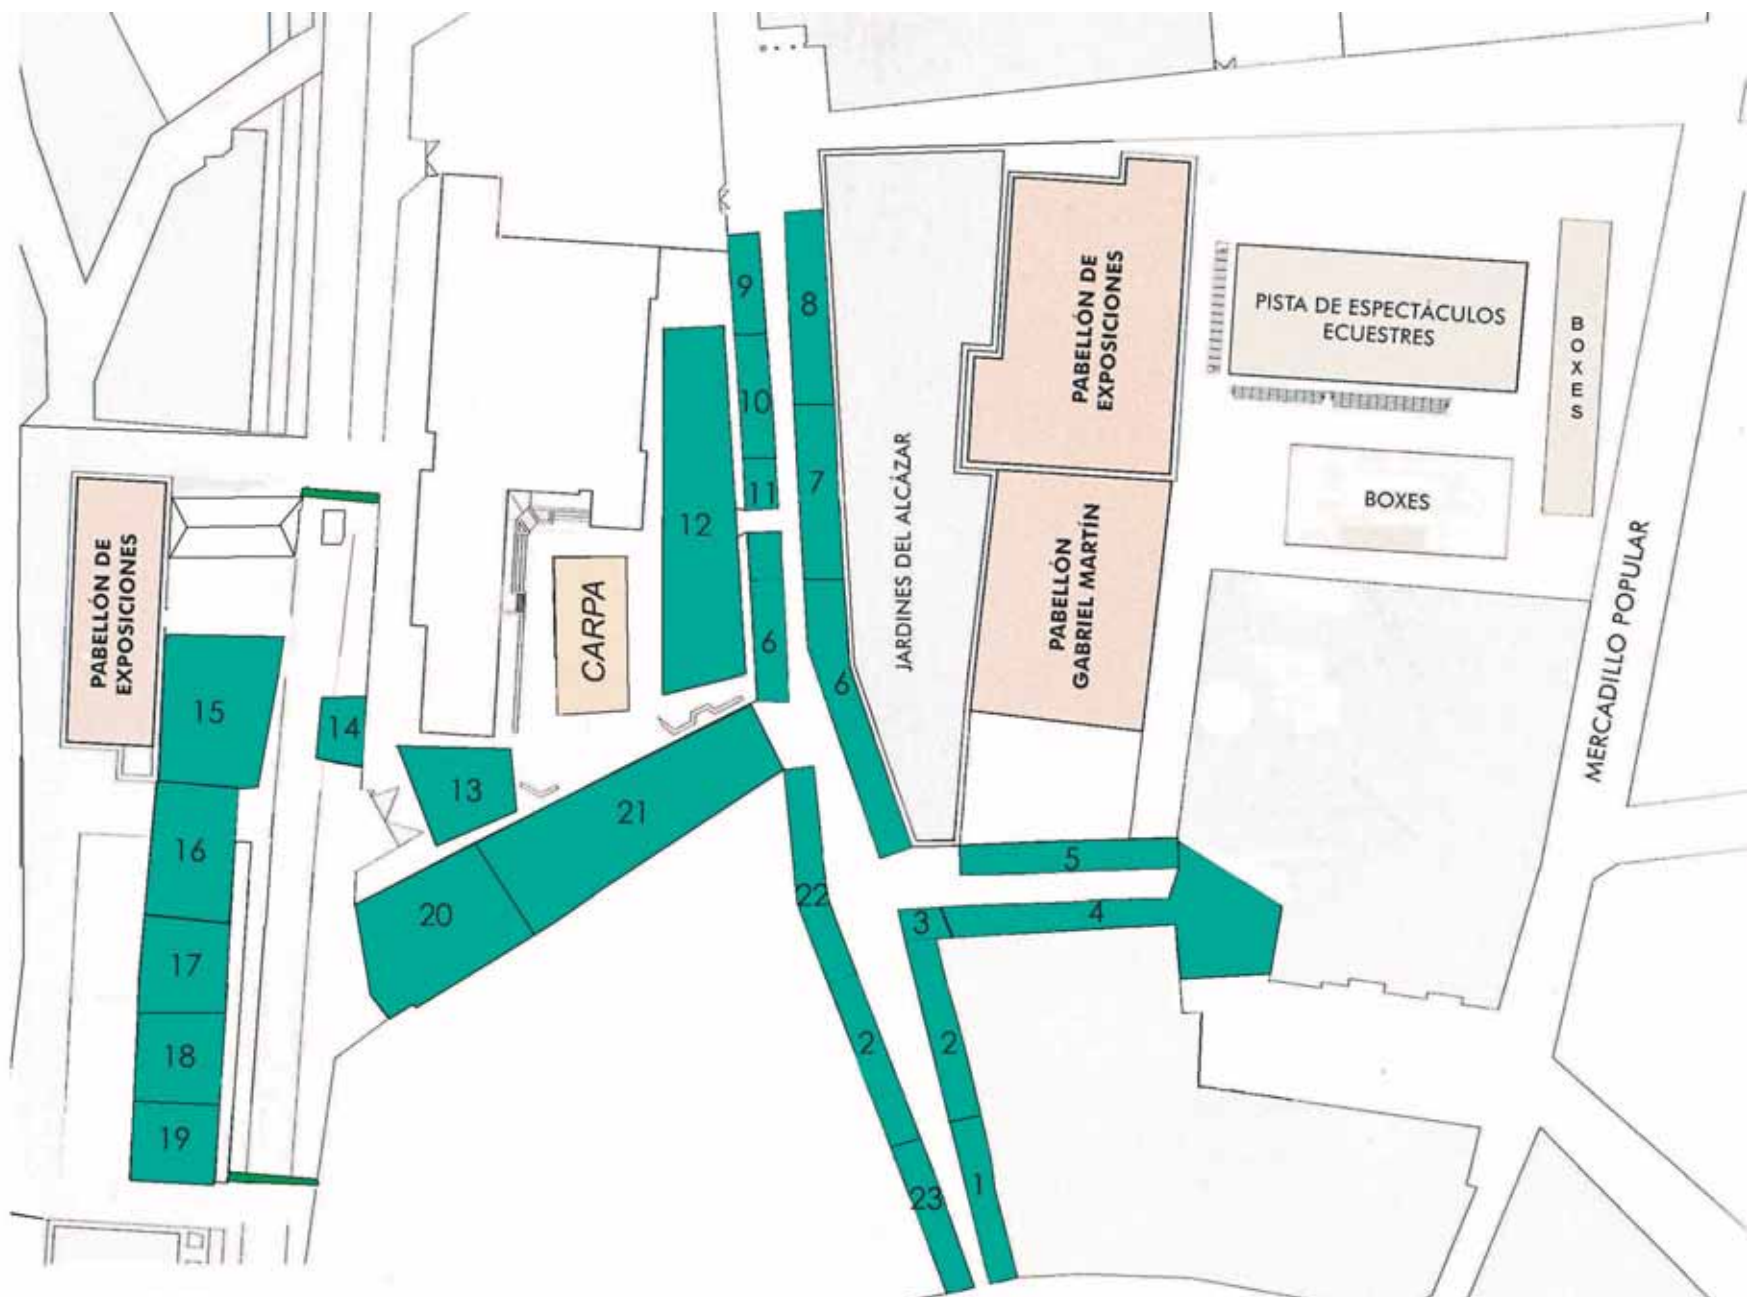 9
8
PABELLÓN DE
EXPOSICIONES
PISTA DE ESPECTÁCULOS
ECUESTRES
B
O
X
E
S
10
7
11
12
JARDINES DEL ALCÁZAR
BOXES
PABELLÓN DE
EXPOSICIONES
CARPA
PABELLÓN
GABRIEL MARTÍN
MERCADILLO POPULAR
6
6
15
14
13
21
16
5
22
20
3
4
17
2
2
18
19
23
1